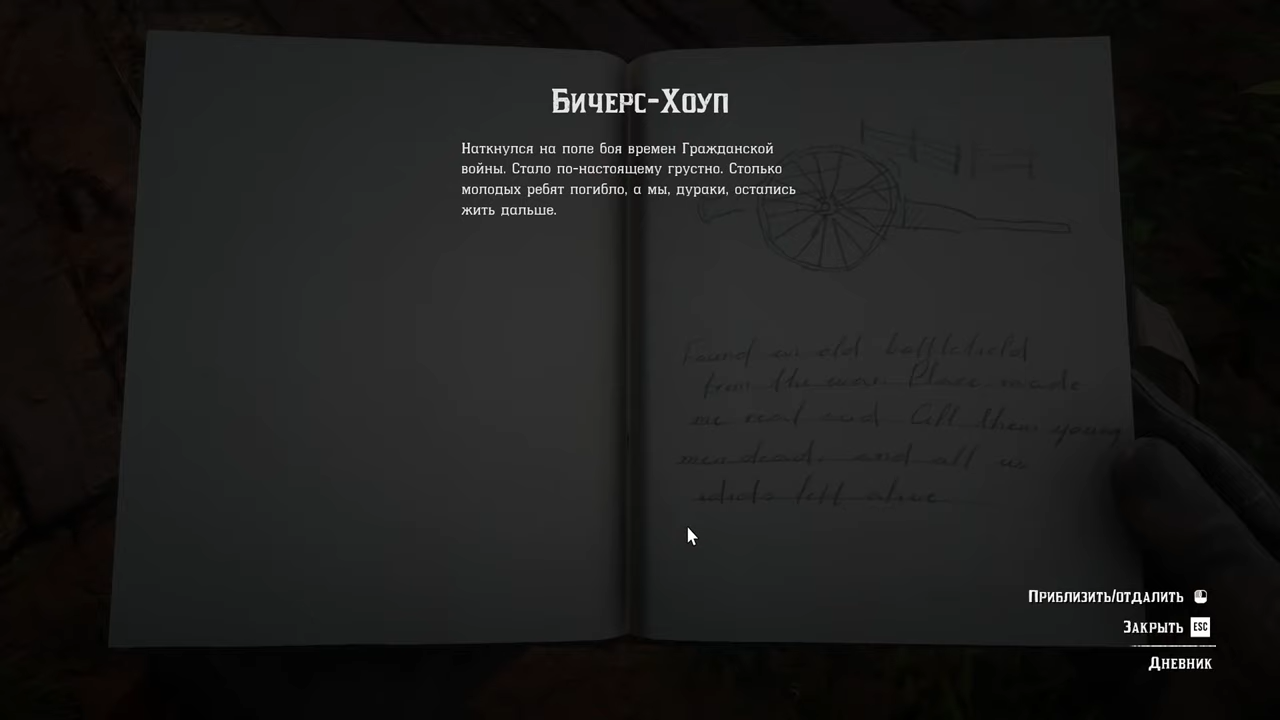 Бичерс-Хоуп
Наткнулся на поле боя времен Гражданской
войны. Стало по-настоящему грустно. Столько
молодых ребят погибло, а мы, дураки, остались
жить дальше.
Found an old battlefield
from the war. Place made
me real sad. All them young
men dead, and all us
idiots left alive
Приблизить/отдалить
Закрыть ESC
Дневник